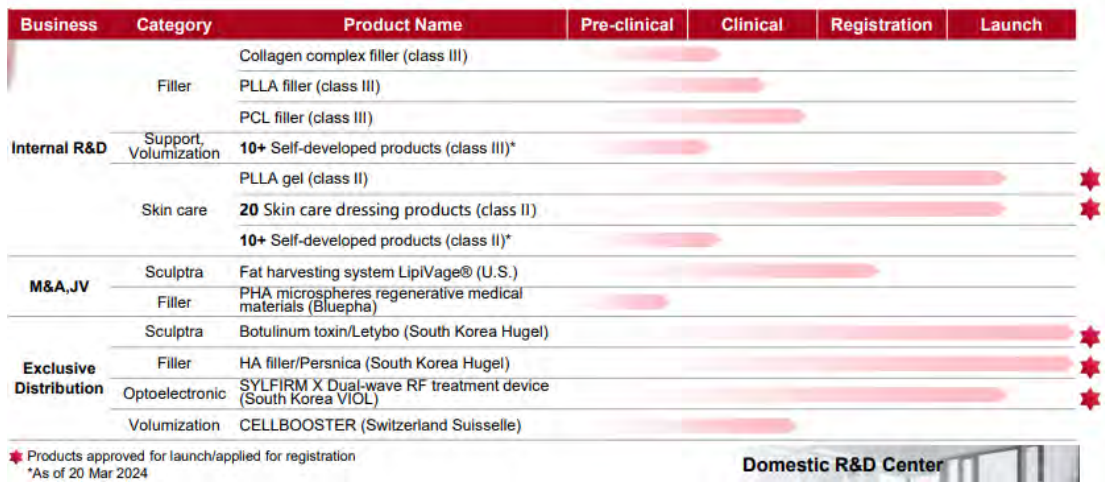 Business Category Product Name Pre-clinical Clinical Registration Launch
Collagen complex filler (class III)
Filler PLLA filler (class III)
PCL filler (class III)
Internal R&D Support, Volumization 10+ Self-developed products (class III)*
PLLA gel (class II)
Skin care 20 Skin care dressing products (class II)
10+ Self-developed products (class II)*
M&A,JV
Sculptra Fat harvesting system LipiVage® (U.S.)
Filler PHA microspheres regenerative medical
materials (Bluepha)
Exclusive
Distribution
Sculptra Botulinum toxin/Letybo (South Korea Hugel)
Filler HA filler/Persnica (South Korea Hugel)
Optoelectronic SYLFIRM X Dual-wave RF treatment device
(South Korea VIOL)
Volumization CELLBOOSTER (Switzerland Suisselle)
Products approved for launch/applied for registration
*As of 20 Mar 2024
Domestic R&D Center